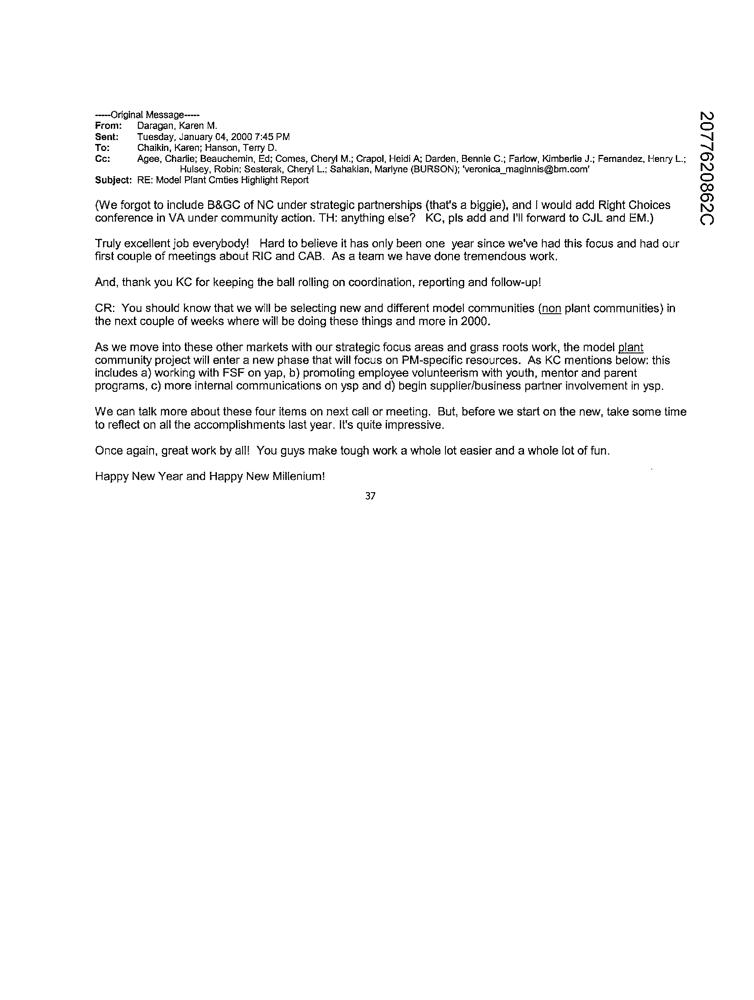 -----Original Message-----
From: Daragan, Karen M.
Sent: Tuesday, January 04, 2000 7:45 PM
To: Chaikin, Karen; Hanson, Terry D.
Cc: Agee, Charlie; Beauchemin, Ed; Comes, Cheryl M.; Crapol, Heidi A; Darden, Bennie C.; Farlow, Kimberlie J.; Fernandez, Henry L.;
Hulsey, Robin; Sesterak, Cheryl L.; Sahakian, Marlyne (BURSON); 'veronica_maginnis@bm.com'
Subject: RE: Model Plant Cmties Highlight Report
(We forgot to include B&GC of NC under strategic partnerships (that's a biggie), and I would add Right Choices
conference in VA under community action. TH: anything else? KC, pls add and I'll forward to CJL and EM.)
Truly excellent job everybody! Hard to believe it has only been one year since we've had this focus and had our
first couple of meetings about RIC and CAB. As a team we have done tremendous work.
And, thank you KC for keeping the ball rolling on coordination, reporting and follow-up!
CR: You should know that we will be selecting new and different model communities (non plant communities) in
the next couple of weeks where will be doing these things and more in 2000.
As we move into these other markets with our strategic focus areas and grass roots work, the model plant
community project will enter a new phase that will focus on PM-specific resources. As KC mentions below: this
includes a) working with FSF on yap, b) promoting employee volunteerism with youth, mentor and parent
programs, c) more internal communications on ysp and d) begin supplier/business partner involvement in ysp.
We can talk more about these four items on next call or meeting. But, before we start on the new, take some time
to reflect on all the accomplishments last year. It's quite impressive.
Once again, great work by all! You guys make tough work a whole lot easier and a whole lot of fun.
Happy New Year and Happy New Millenium!
37
2077620862C